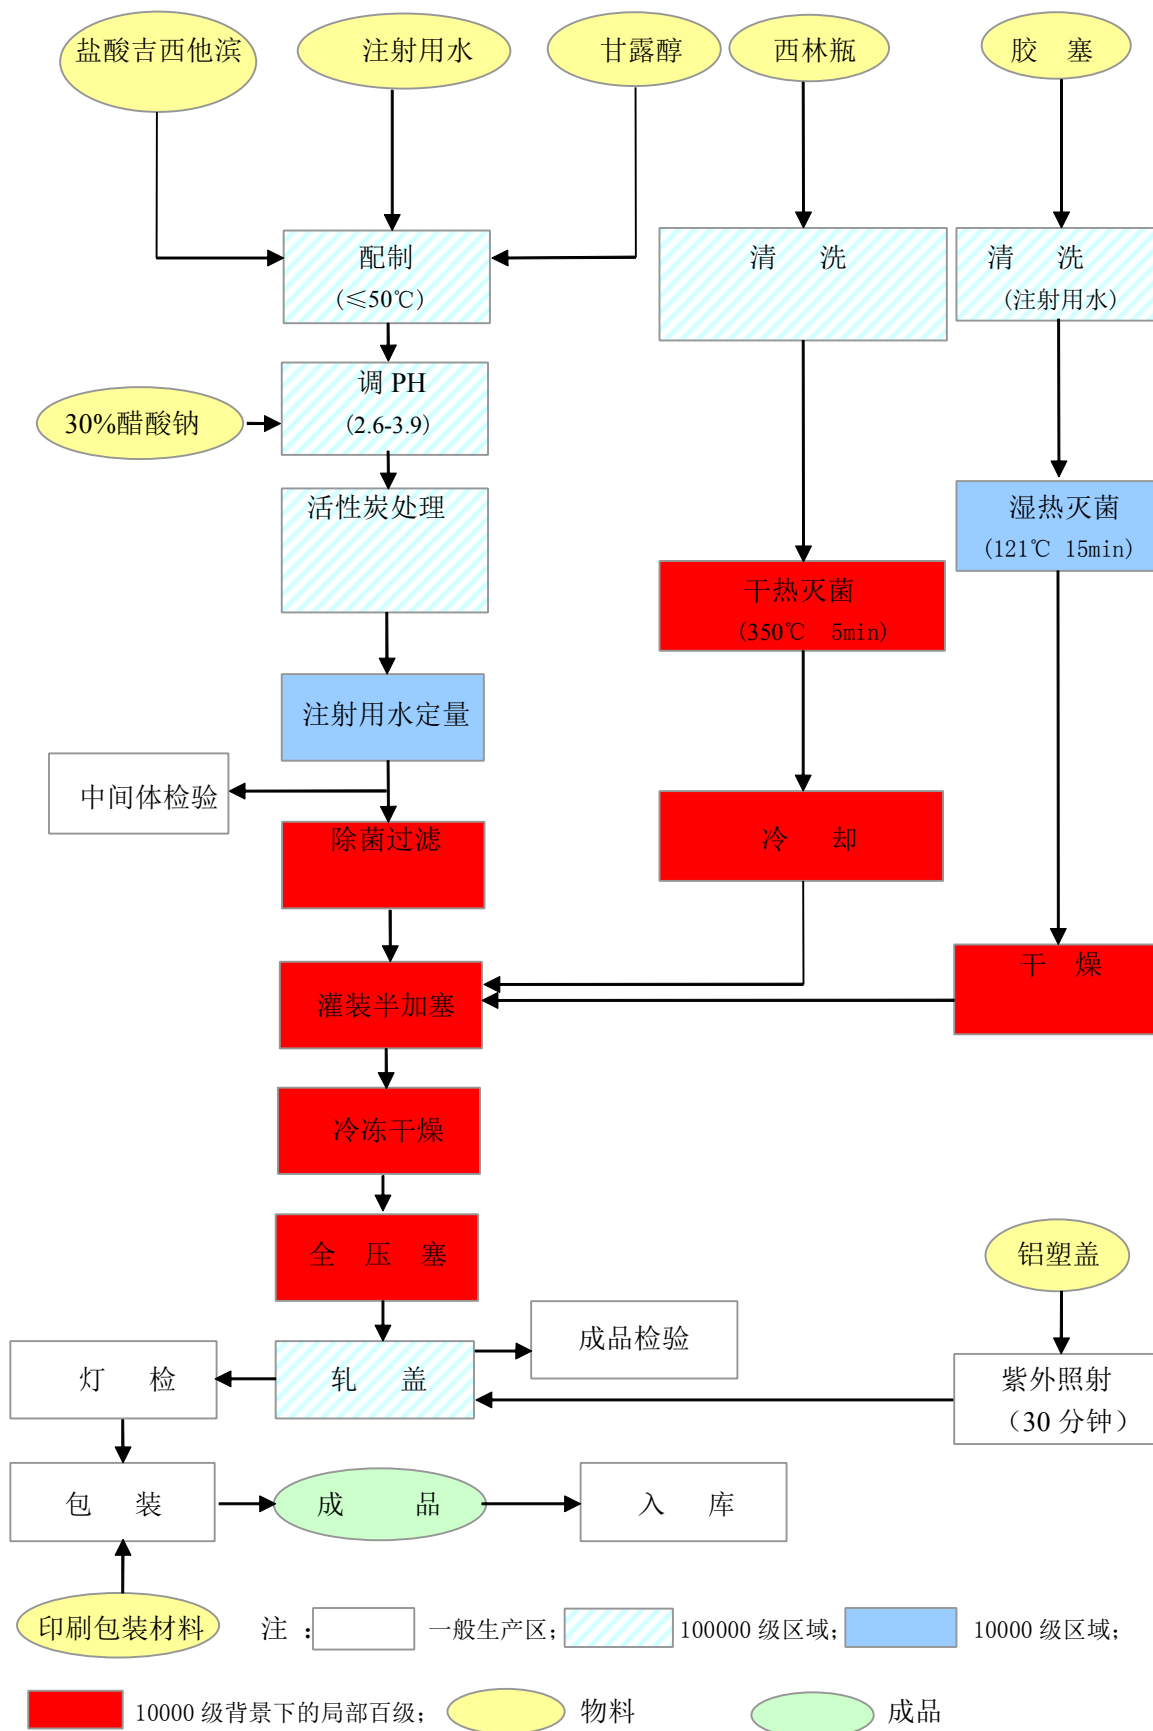 盐酸吉西他滨
注射用水
甘露醇
西林瓶
胶 塞
配制
(≤50℃)
清 洗
清 洗
(注射用水)
30%醋酸钠
调 PH
(2.6-3.9)
活性炭处理
湿热灭菌
(121℃ 15min)
干热灭菌
(350℃ 5min)
注射用水定量
中间体检验
除菌过滤
冷 却
灌装半加塞
干 燥
冷冻干燥
全 压 塞
铝塑盖
灯 检
轧 盖
成品检验
紫外照射
（30 分钟）
包 装
成 品
入 库
印刷包装材料
注 ： 一般生产区； 100000 级区域； 10000 级区域；
10000 级背景下的局部百级； 物料 成品